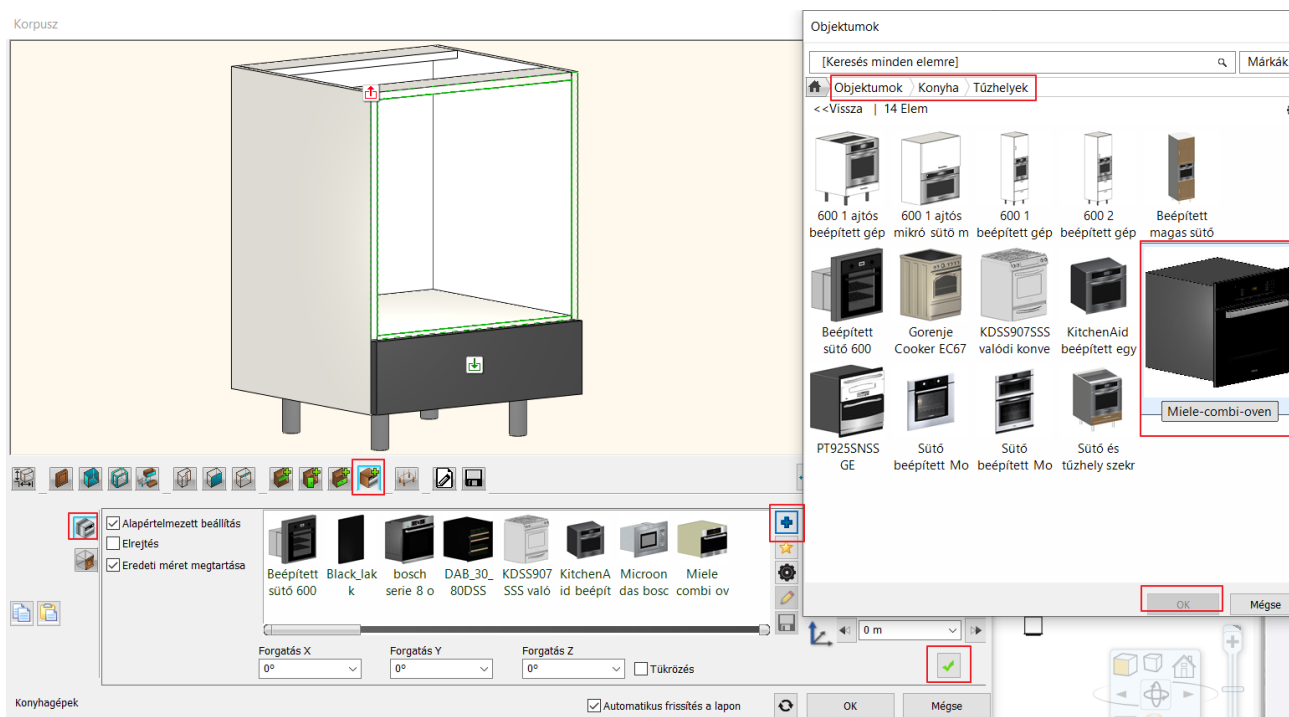 Korpusz
Objektumok
[Keresés minden elemre]
Márkák
Objektumok Konyha Tűzhelyek
<<Vissza | 14 Elem
600 1 ajtós
beépített gép
600 1 ajtós
mikró sütö m
600 1
beépített gép
600 2
beépített gép
Beépített
magas sütő
Beépített
sütő 600
Gorenje
Cooker EC67
KDSS907SSS
valódi konve
KitchenAid
beépített egy
Miele-combi-oven
PT925SNSS
GE
Sütő
beépített Mo
Sütő
beépített Mo
Sütő és
tűzhely szekr
OK
Mégse
Alapértelmezett beállítás
Elrejtés
Eredeti méret megtartása
Beépített
sütő 600
Black_lak
k
bosch
serie 8 o
DAB_30_
80DSS
KDSS907
SSS való
KitchenA
id beépít
Microon
das bosc
Miele
combi ov
0 m
Forgatás X
0°
Forgatás Y
0°
Forgatás Z
0°
Tükrözés
Konyhagépek
Automatikus frissítés a lapon
OK
Mégse